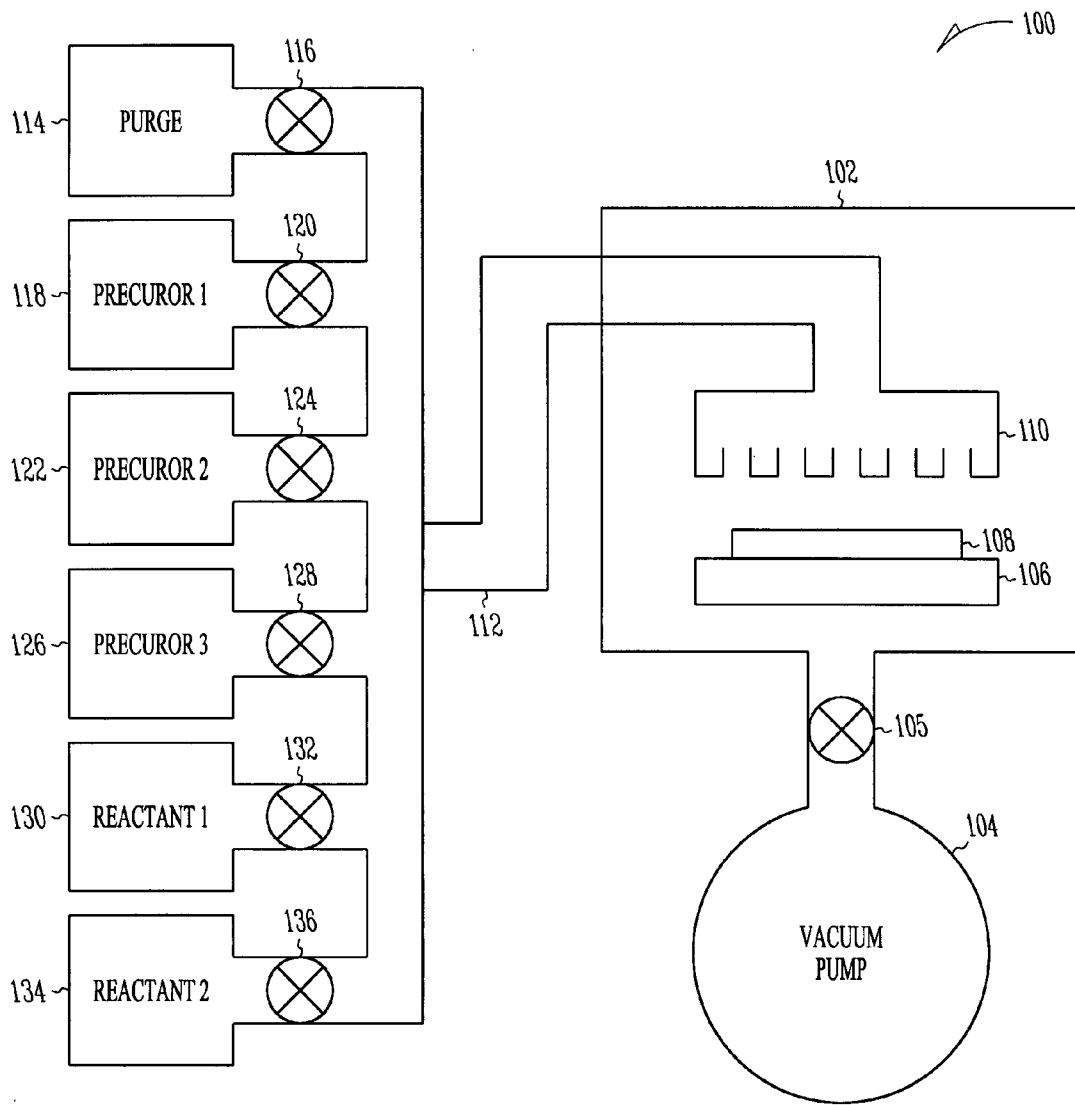 100
116
114
PURGE
102
120
118
PRECUROR 1
124
110
122
PRECUROR 2
108
106
128
112
126
PRECUROR 3
105
132
130
REACTANT 1
104
136
134
REACTANT 2
VACUUM
PUMP